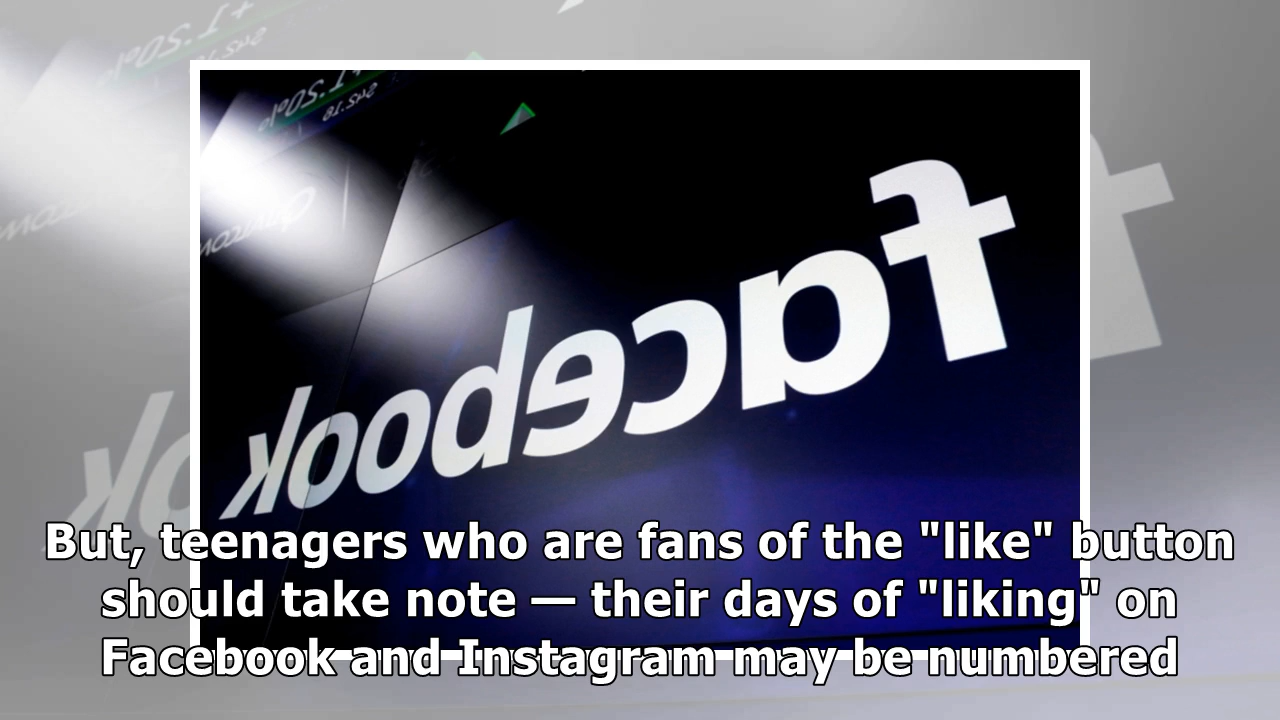 facebook
But, teenagers who are fans of the "like" button
should take note — their days of "liking" on
Facebook and Instagram may be numbered